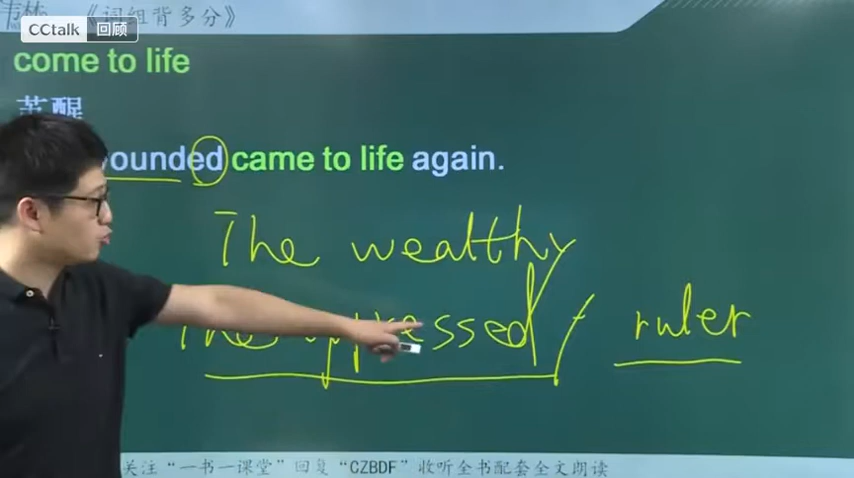 《词组背多分》
CCtalk 回顾
come to life
苏醒
ounded came to life again.
The wealthy
The oppressed / ruler
关注“一书一课堂”回复“CZBDF”收听全书配套全文朗读